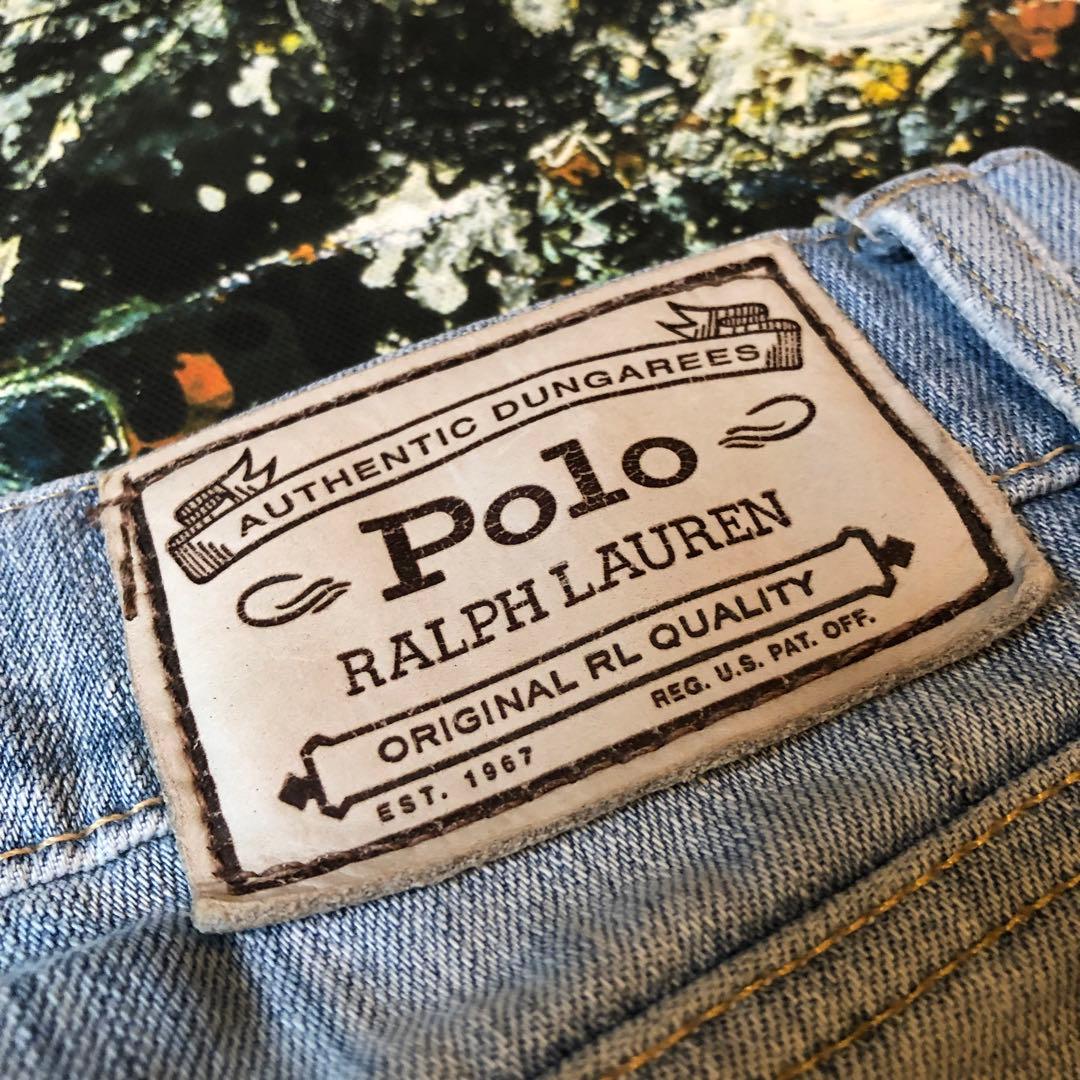 AUTHENTIC DUNGAREES
Polo
RALPH LAUREN
ORIGINAL RL QUALITY
EST. 1967 REG. U.S. PAT. OFF.